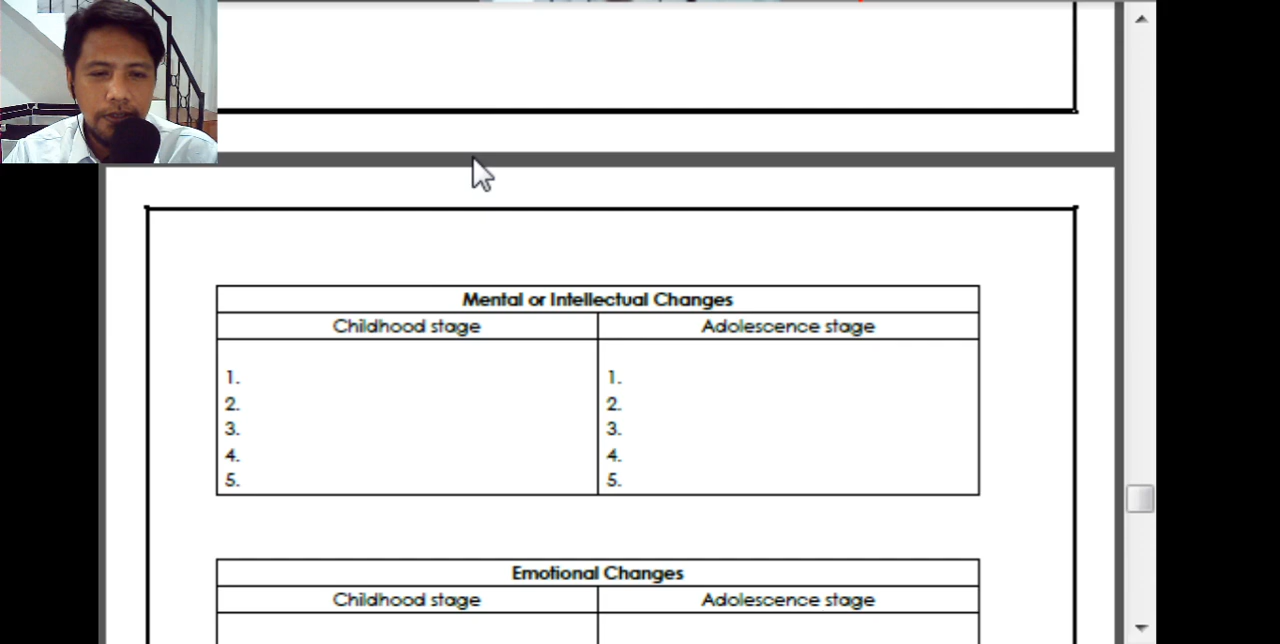 Mental or Intellectual Changes
Childhood stage Adolescence stage
1. 1.
2. 2.
3. 3.
4. 4.
5. 5.
Emotional Changes
Childhood stage Adolescence stage